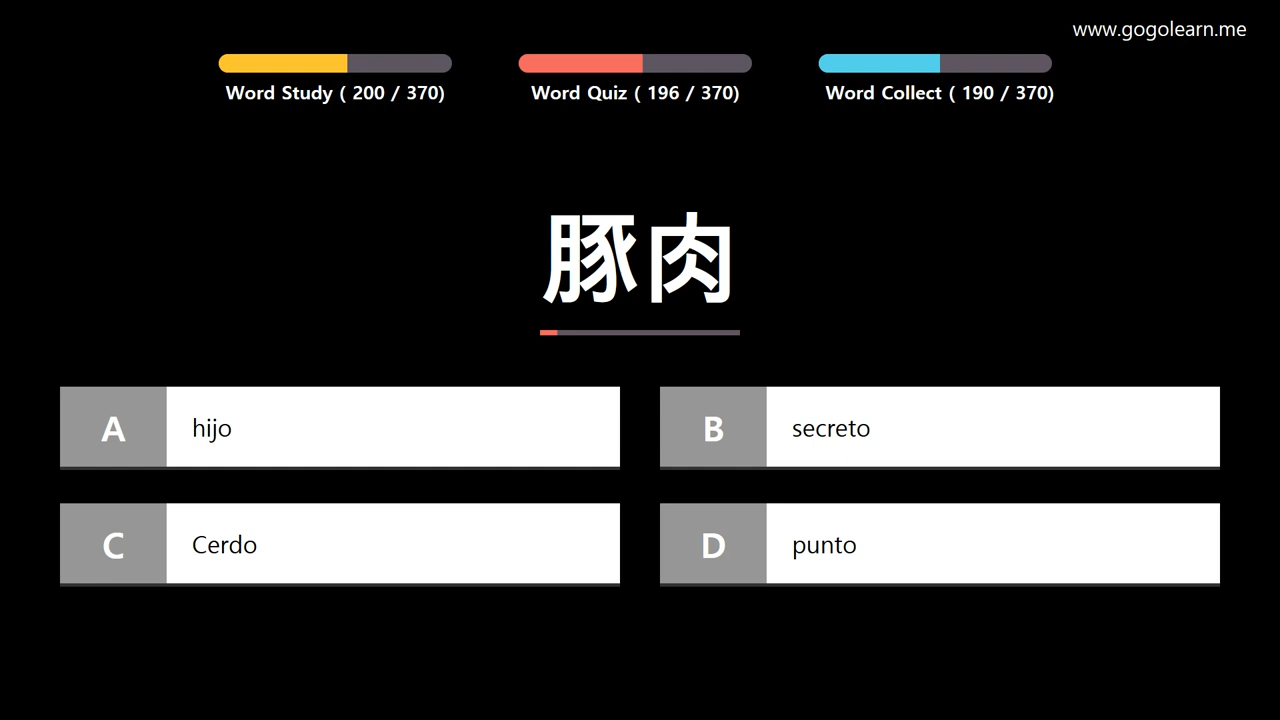 www.gogolearn.me
Word Study ( 200 / 370)
Word Quiz ( 196 / 370)
Word Collect ( 190 / 370)
豚肉
A hijo
B secreto
C Cerdo
D punto